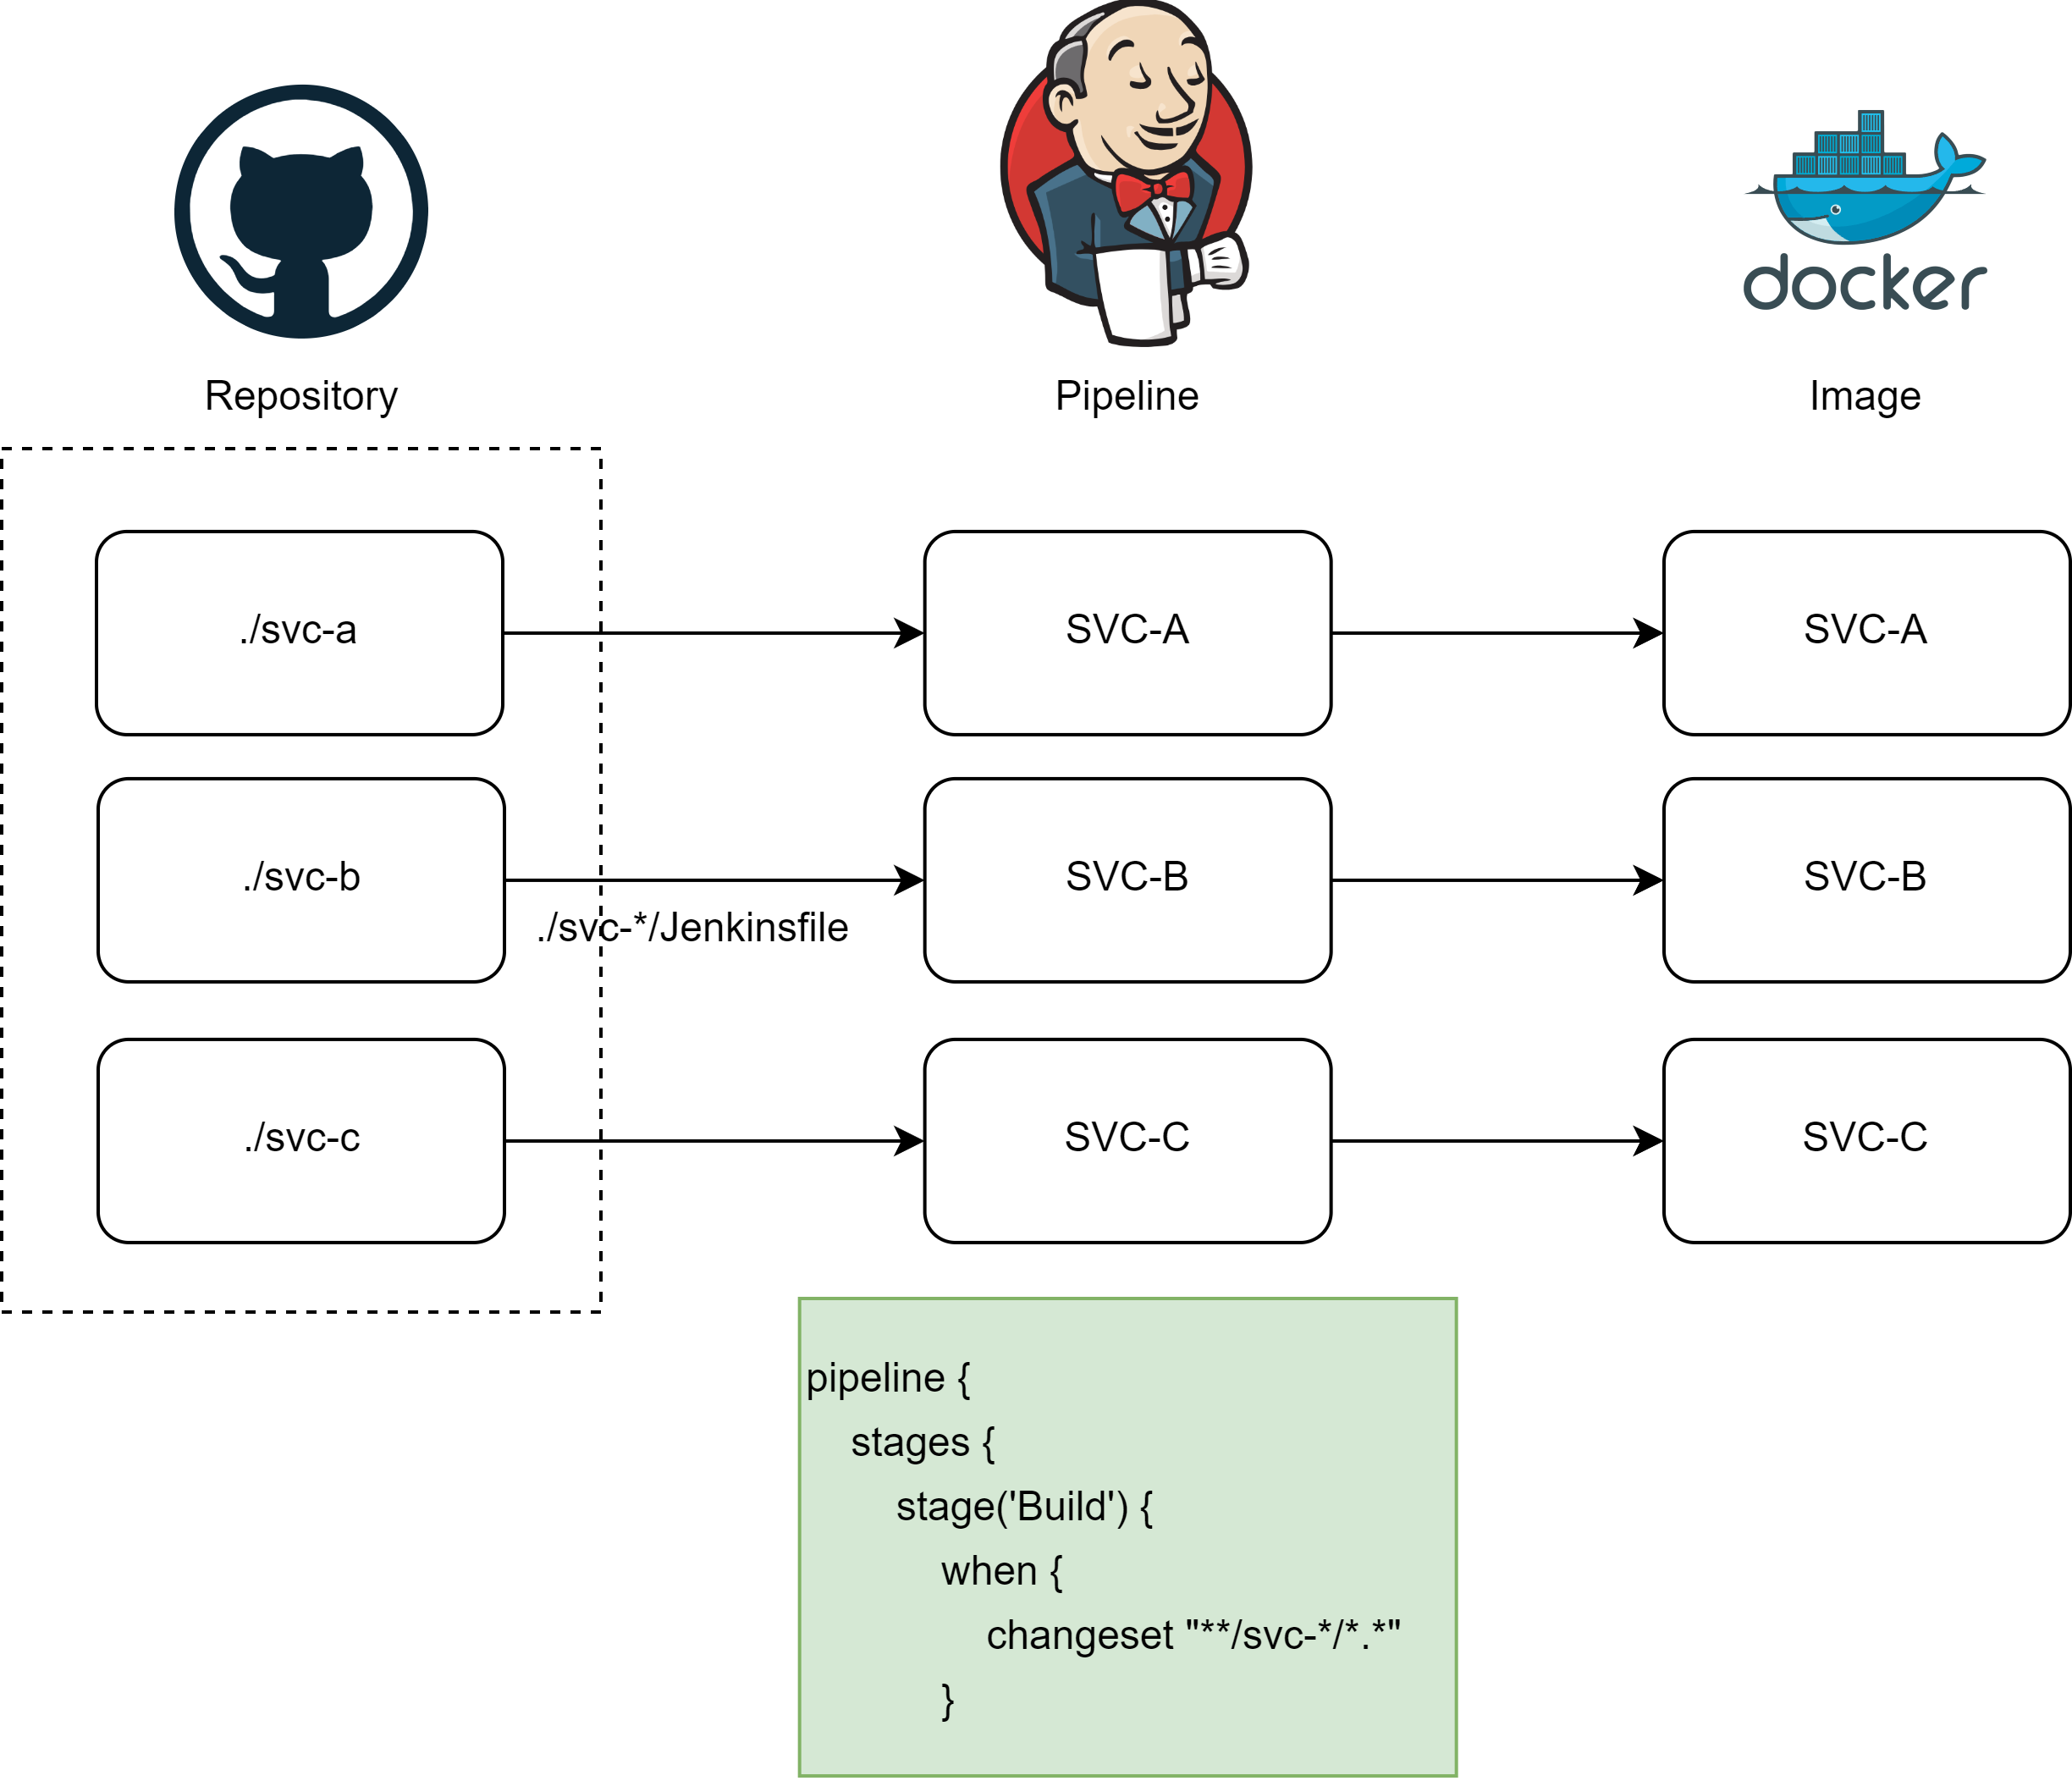 docker
Repository
Pipeline
Image
./svc-a
SVC-A
SVC-A
./svc-b
SVC-B
SVC-B
./svc-*/Jenkinsfile
./svc-c
SVC-C
SVC-C
pipeline {
stages {
stage('Build') {
when {
changeset "**/svc-*/*.*"
}